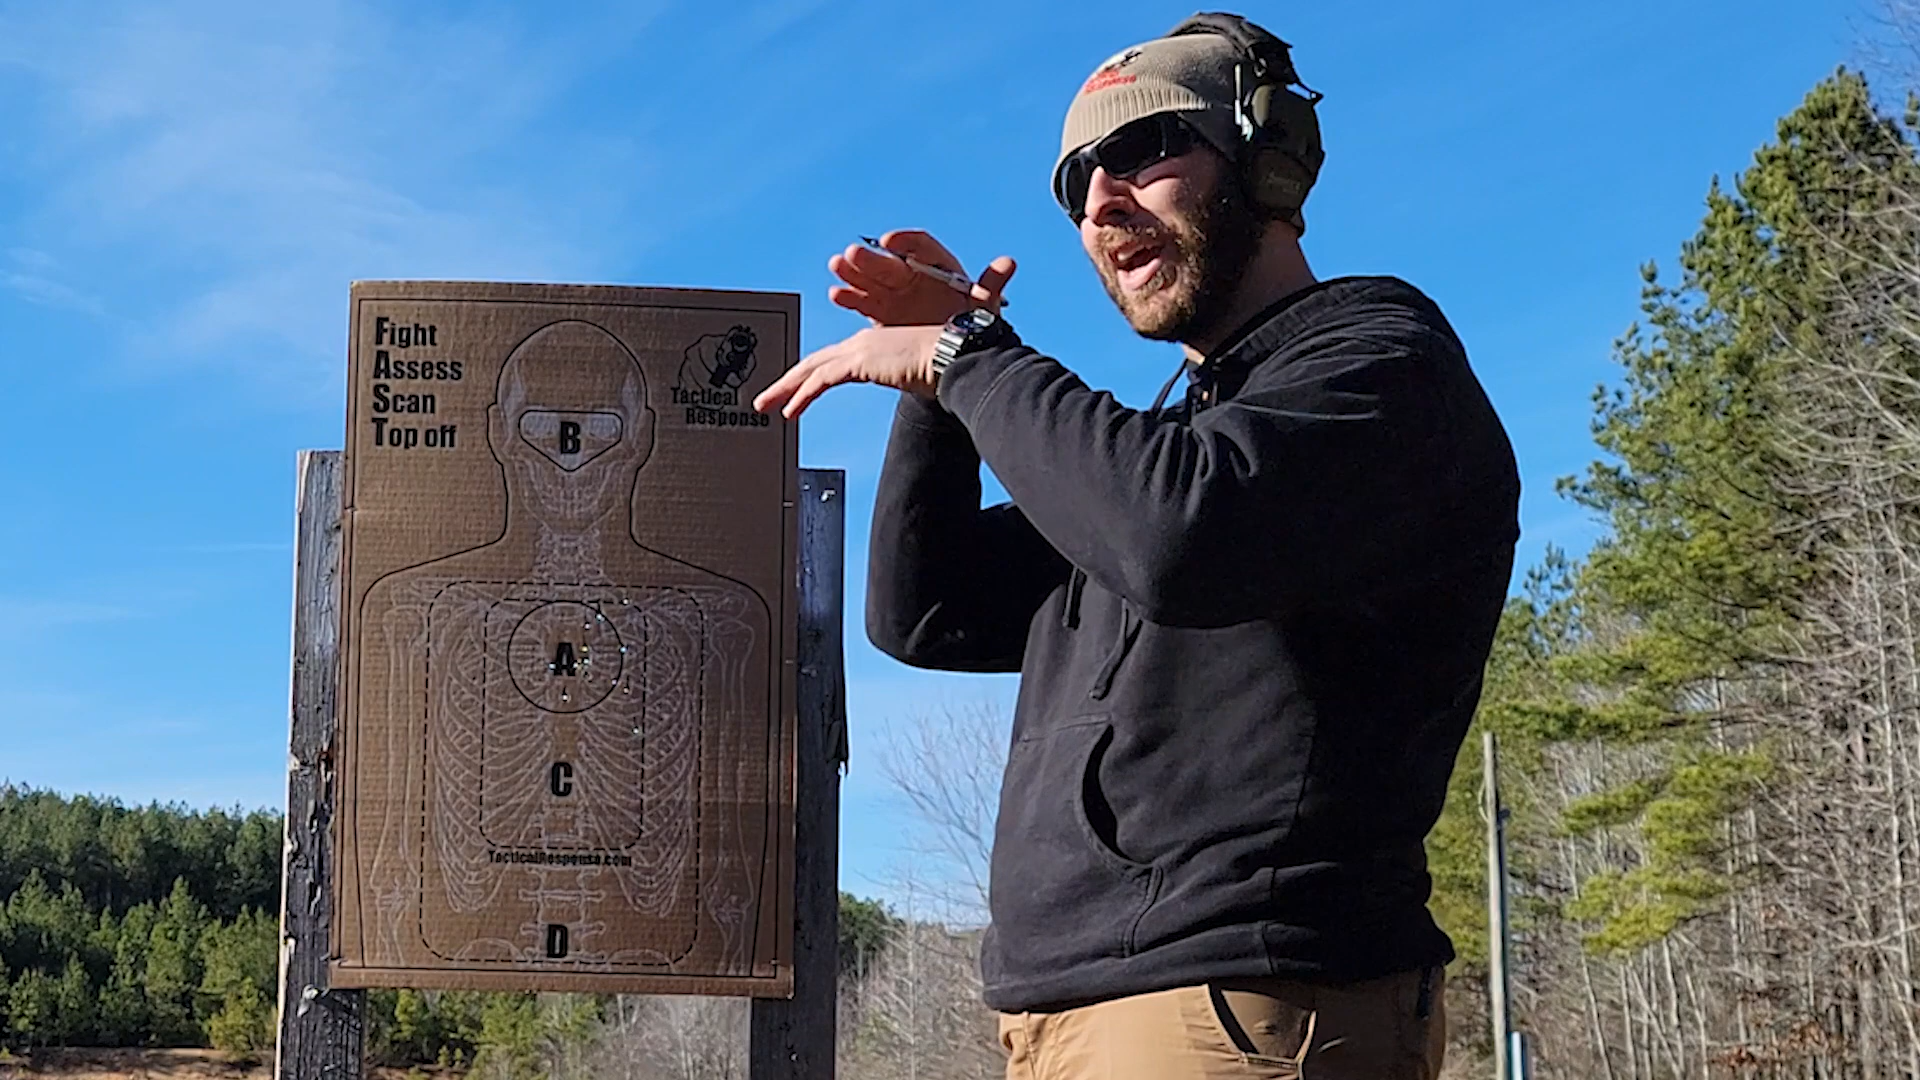 Fight
Assess
Scan
Top off
Tactical
Response
B
A
C
TacticalResponse.com
D